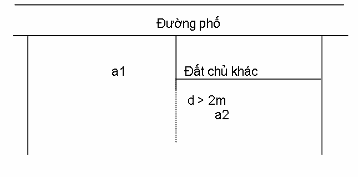 Đường phố
a1
Đất chủ khác
d > 2m
a2